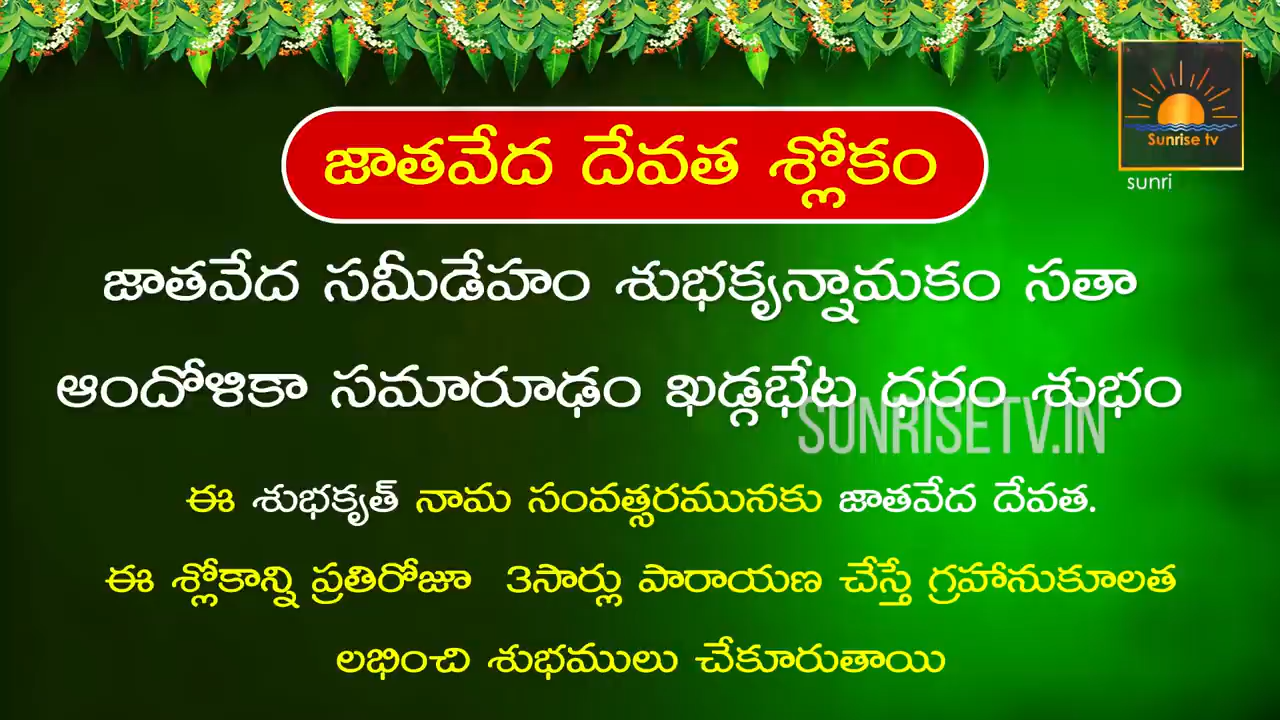 Sunrise tv
sunri
జాతవేద దేవత శ్లోకం
జాతవేద సమీడేహం శుభకృన్నామకం సతా
ఆందోళికా సమారూఢం ఖడ్గభేట ధరం శుభం
SUNRISETV.IN
ఈ శుభకృత్ నామ సంవత్సరమునకు జాతవేద దేవత.
ఈ శ్లోకాన్ని ప్రతిరోజూ 3సార్లు పారాయణ చేస్తే గ్రహానుకూలత
లభించి శుభములు చేకూరుతాయి